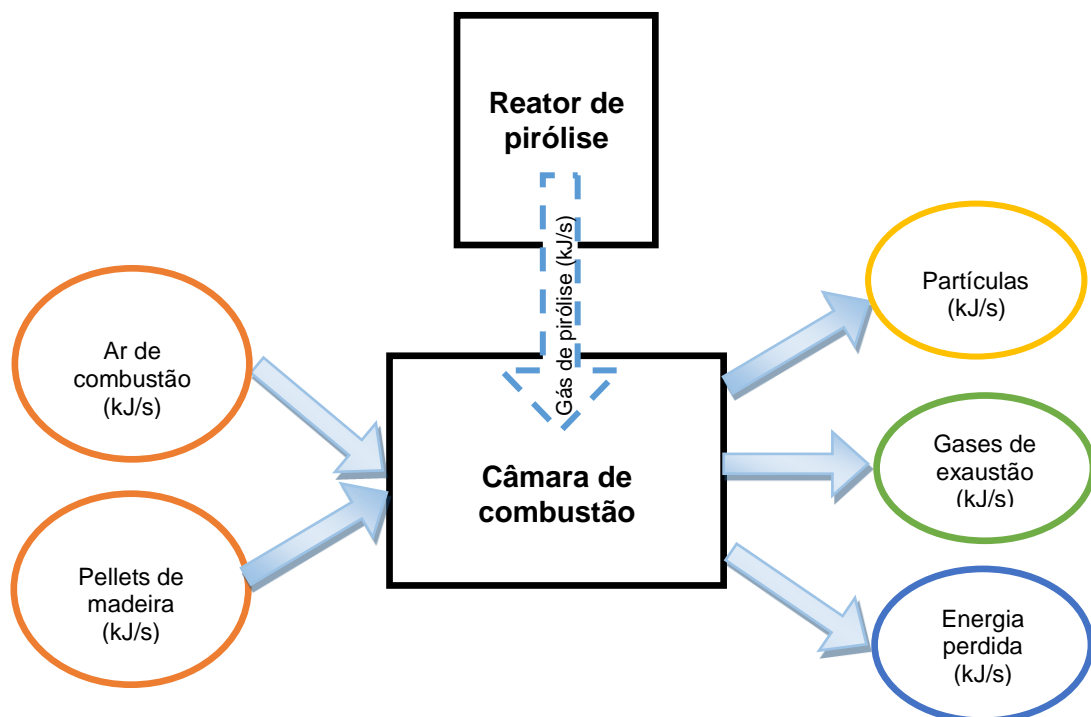 Reator de
pirólise
Gás de pirólise (kJ/s)
Partículas
(kJ/s)
Ar de
combustão
(kJ/s)
Câmara de
combustão
Gases de
exaustão
(kJ/s)
Pellets de
madeira
(kJ/s)
Energia
perdida
(kJ/s)